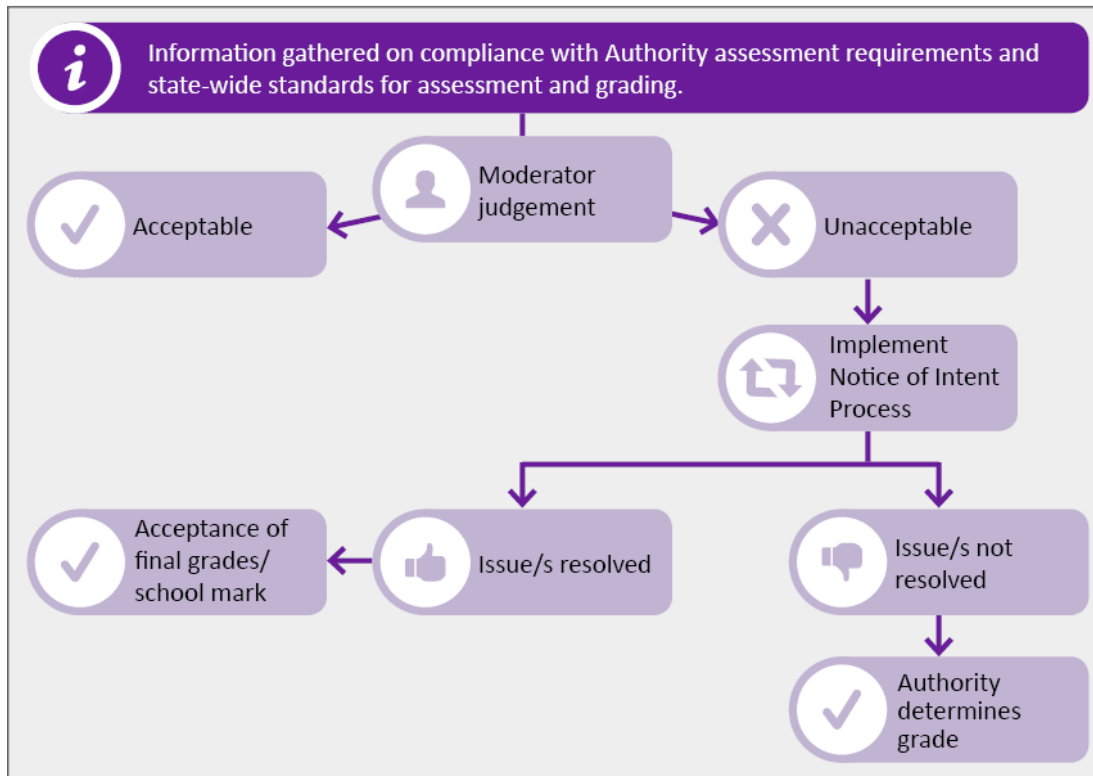 Information gathered on compliance with Authority assessment requirements and
state-wide standards for assessment and grading.
Moderator
judgement
Acceptable
Unacceptable
Implement
Notice of Intent
Process
Acceptance of
final grades/
school mark
Issue/s resolved
Issue/s not
resolved
Authority
determines
grade